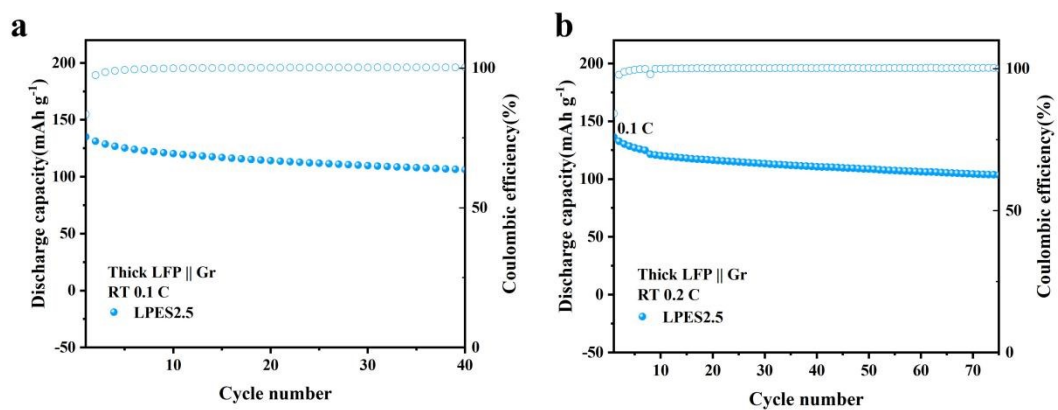 a
Discharge capacity(mAh g⁻¹)
200
150
100
50
0
-50
Thick LFP || Gr
RT 0.1 C
LPES2.5
10
20
30
40
Cycle number
100
50
0
Coulombic efficiency(%)
b
Discharge capacity(mAh g⁻¹)
200
150
100
50
0
-50
0.1 C
Thick LFP || Gr
RT 0.2 C
LPES2.5
10
20
30
40
50
60
70
Cycle number
100
50
0
Coulombic efficiency(%)